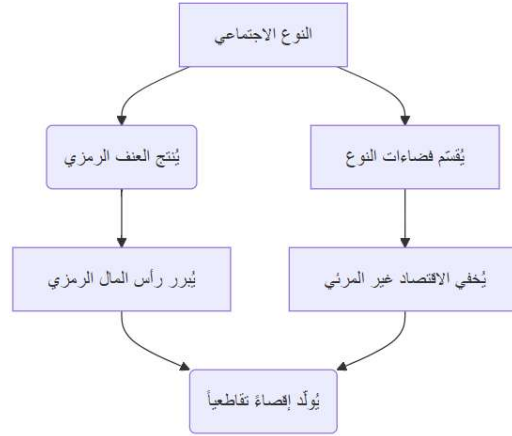 النوع الاجتماعي
يُنتج العنف الرمزي
يُقسّم فضاءات النوع
يُبرر رأس المال الرمزي
يُخفي الاقتصاد غير المرئي
يُولّد إقصاءً تقاطعياً